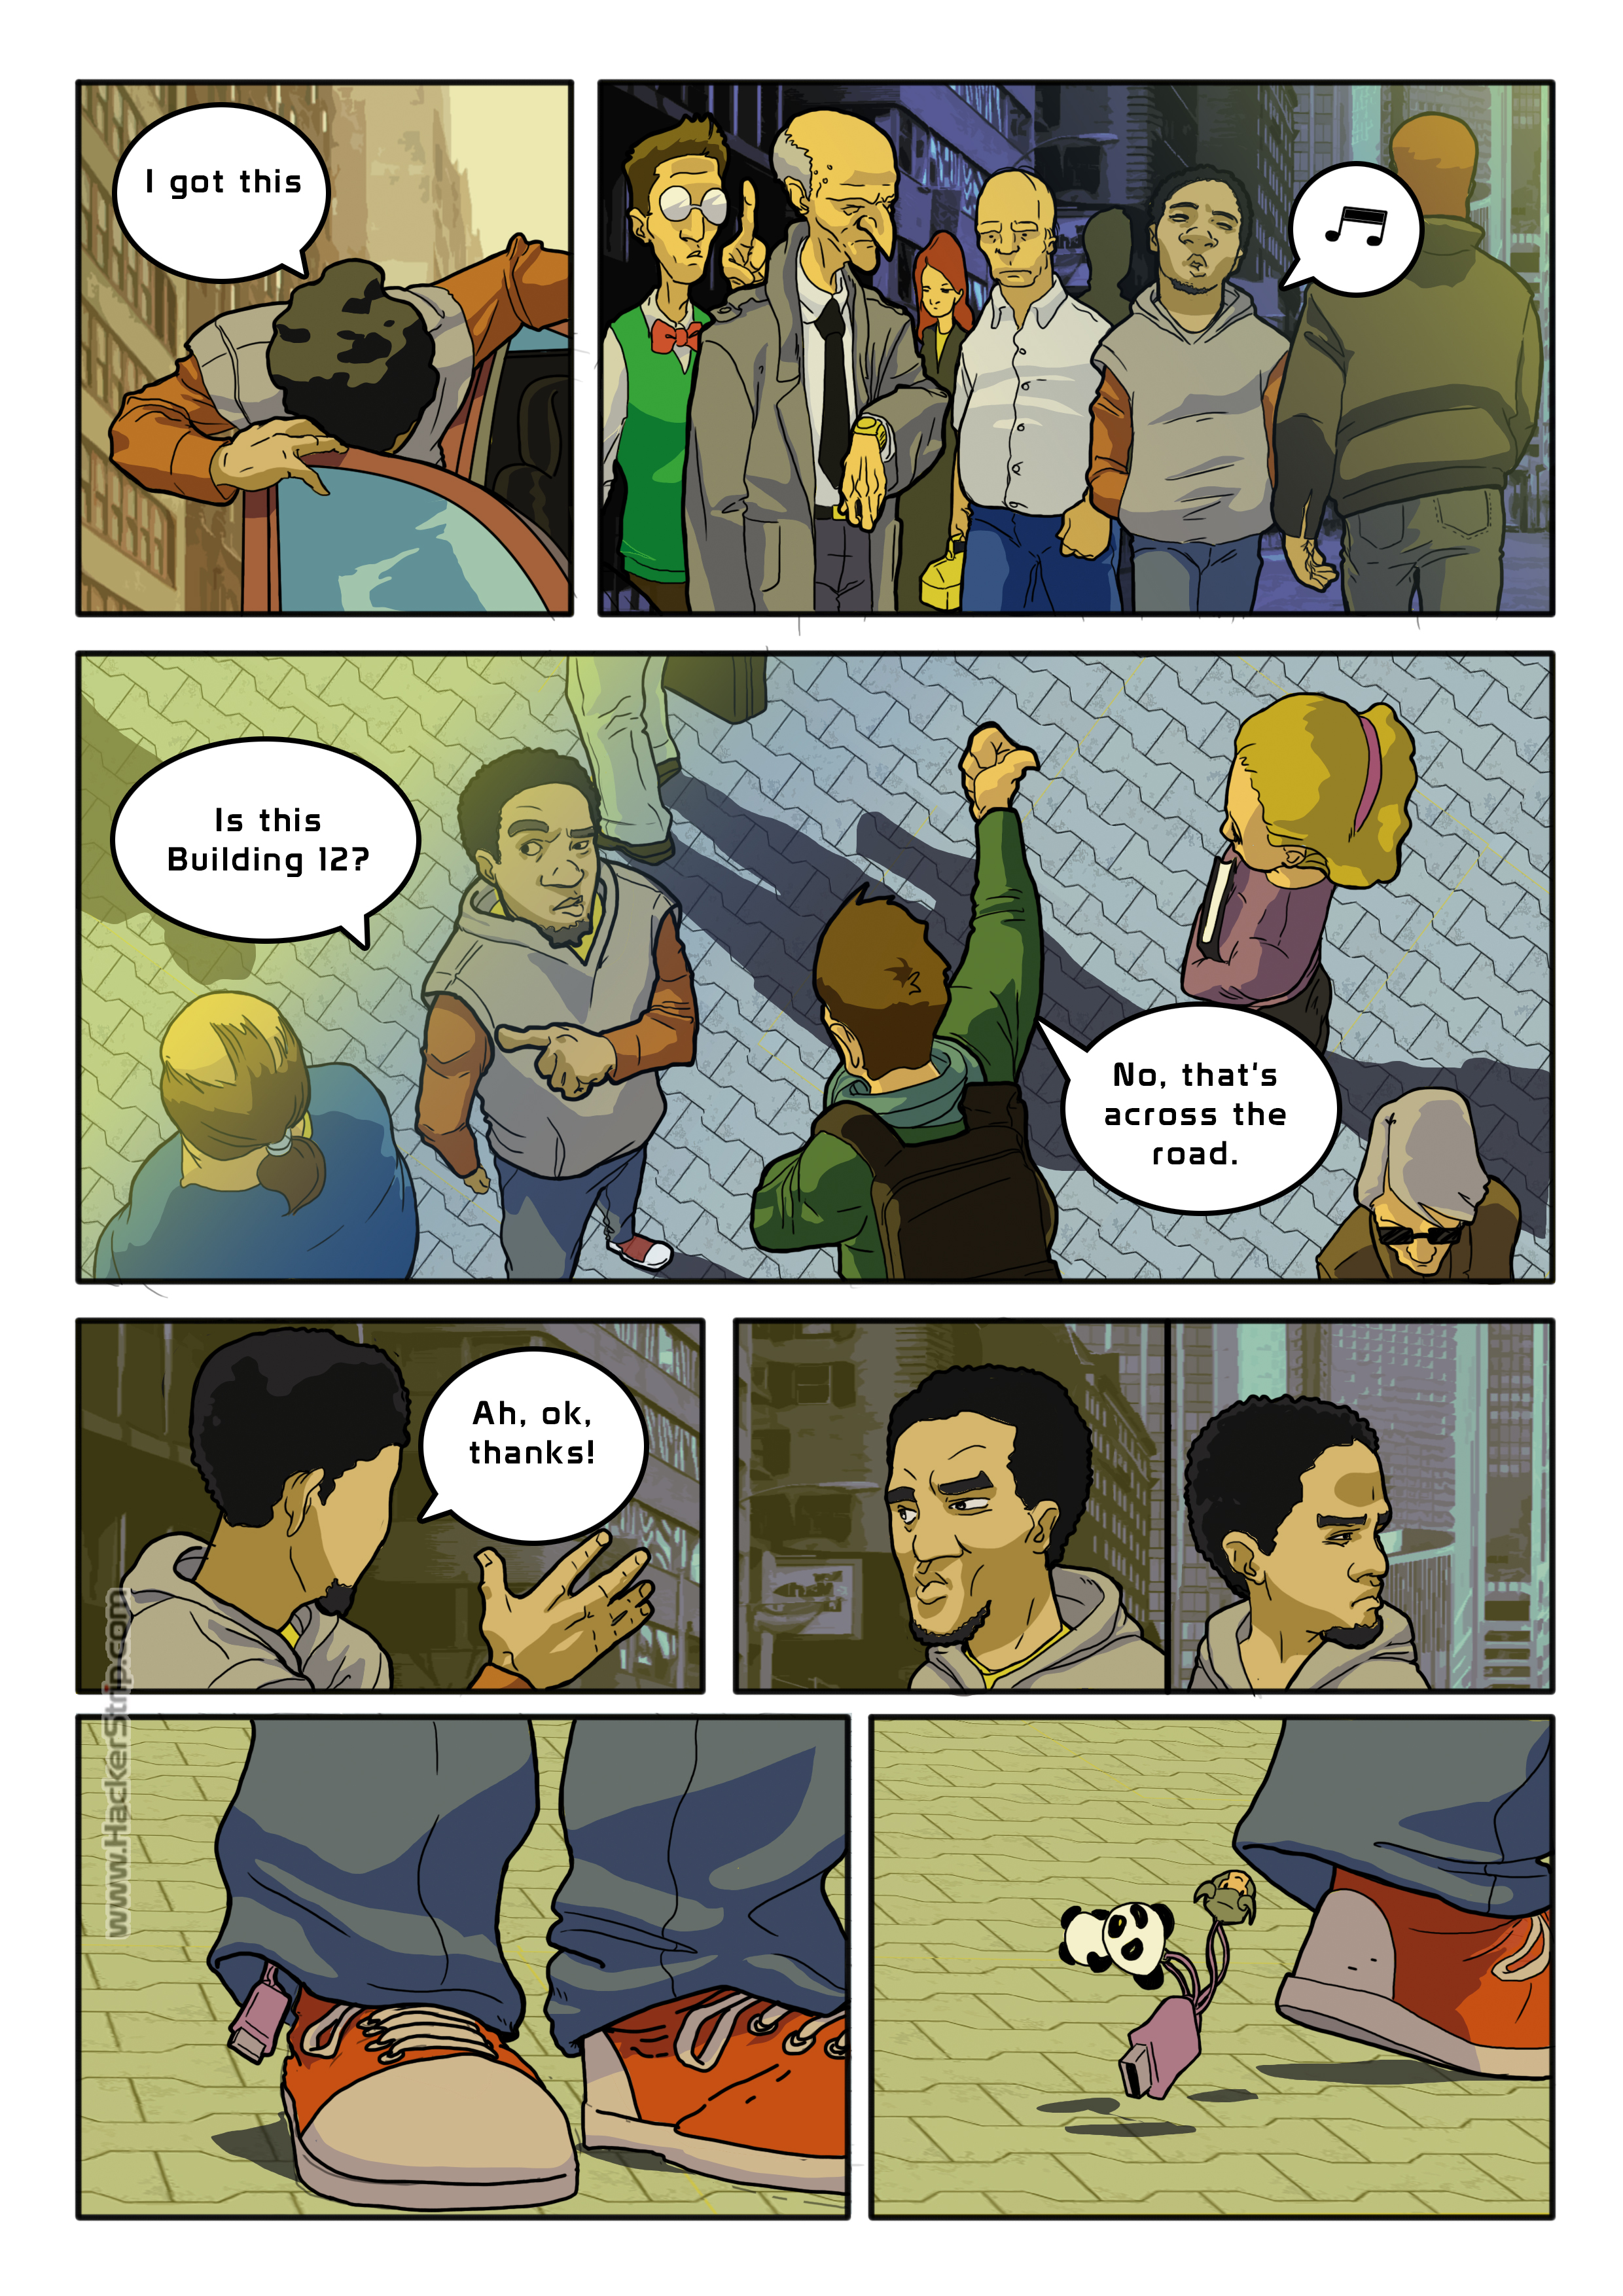 I got this
Is this
Building 12?
No, that's
across the
road.
Ah, ok,
thanks!
www.HackerStrip.com